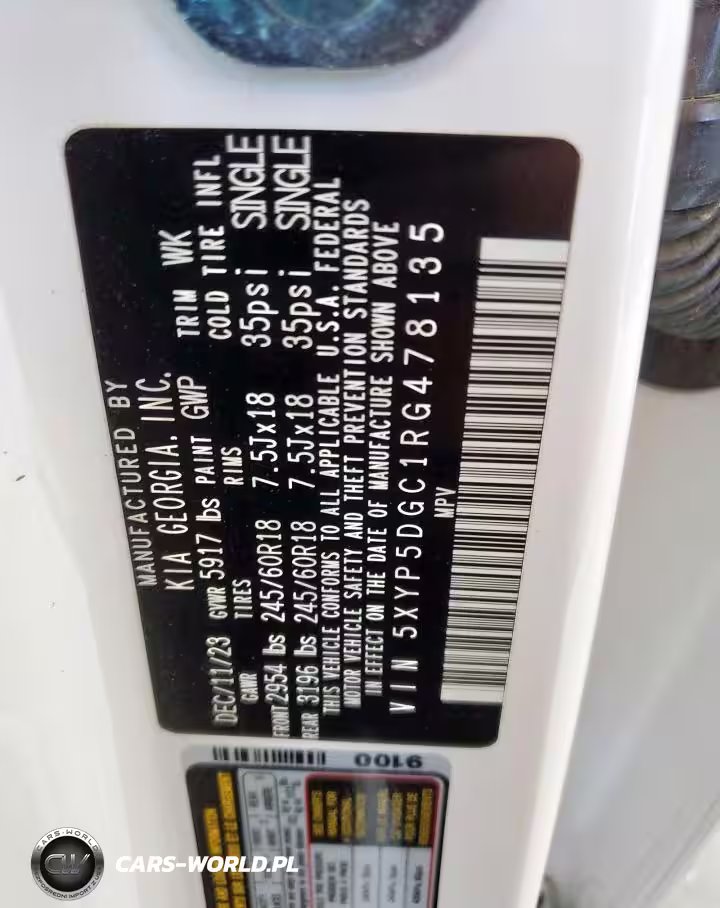 MANUFACTURED BY
KIA GEORGIA, INC.
DEC/11/23 GVWR 5917 lbs PAINT GWP TRIM WK
GAWR TIRES RIMS COLD TIRE INFL
FRONT 2954 lbs 245/60R18 7.5Jx18 35psi SINGLE
REAR 3196 lbs 245/60R18 7.5Jx18 35psi SINGLE
THIS VEHICLE CONFORMS TO ALL APPLICABLE U.S.A. FEDERAL
MOTOR VEHICLE SAFETY AND THEFT PREVENTION STANDARDS
IN EFFECT ON THE DATE OF MANUFACTURE SHOWN ABOVE
VIN 5XYP5DGC1RG478135
MPV
9100
CARS-WORLD
CW
CARS-WORLD.PL